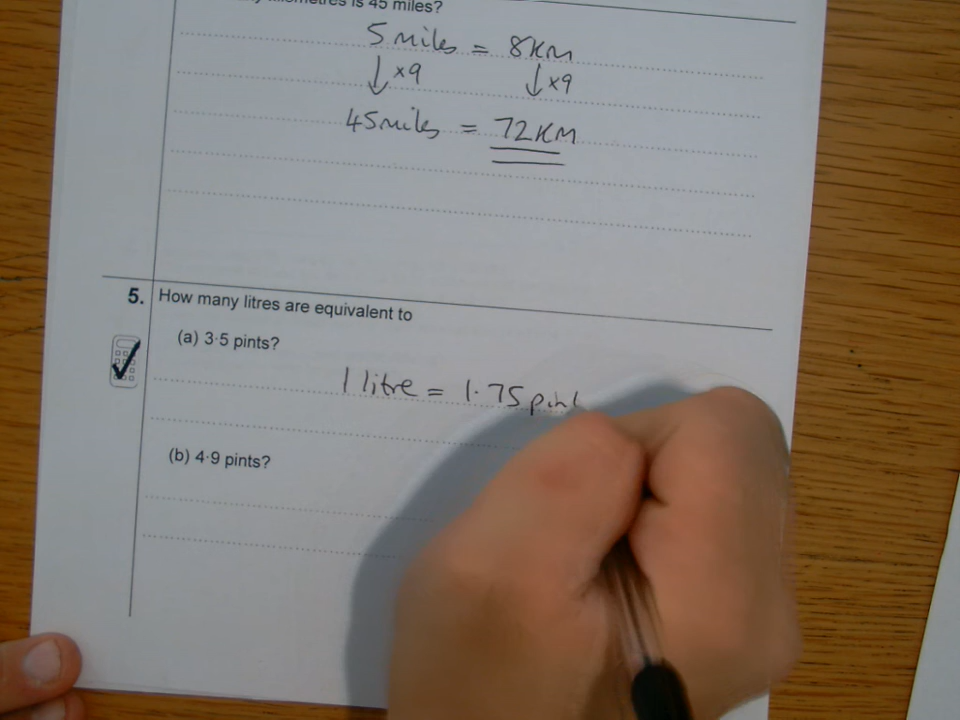 is 45 miles?
5 miles = 8KM
↓ ×9 ↓ ×9
45 miles = 72KM
5. How many litres are equivalent to
(a) 3·5 pints?
1 litre = 1.75 pint
(b) 4·9 pints?